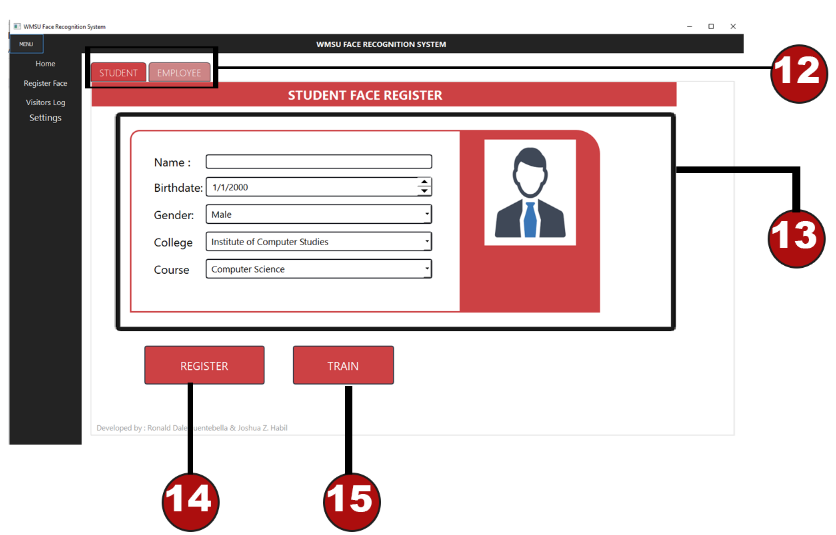 WMSU Face Recognition System
MENU
WMSU FACE RECOGNITION SYSTEM
Home
Register Face
Visitors Log
Settings
STUDENT
EMPLOYEE
12
STUDENT FACE REGISTER
Name :
Birthdate: 1/1/2000
Gender: Male
College Institute of Computer Studies
Course Computer Science
13
REGISTER
TRAIN
Developed by : Ronald Dale uentebella & Joshua Z. Habil
14
15